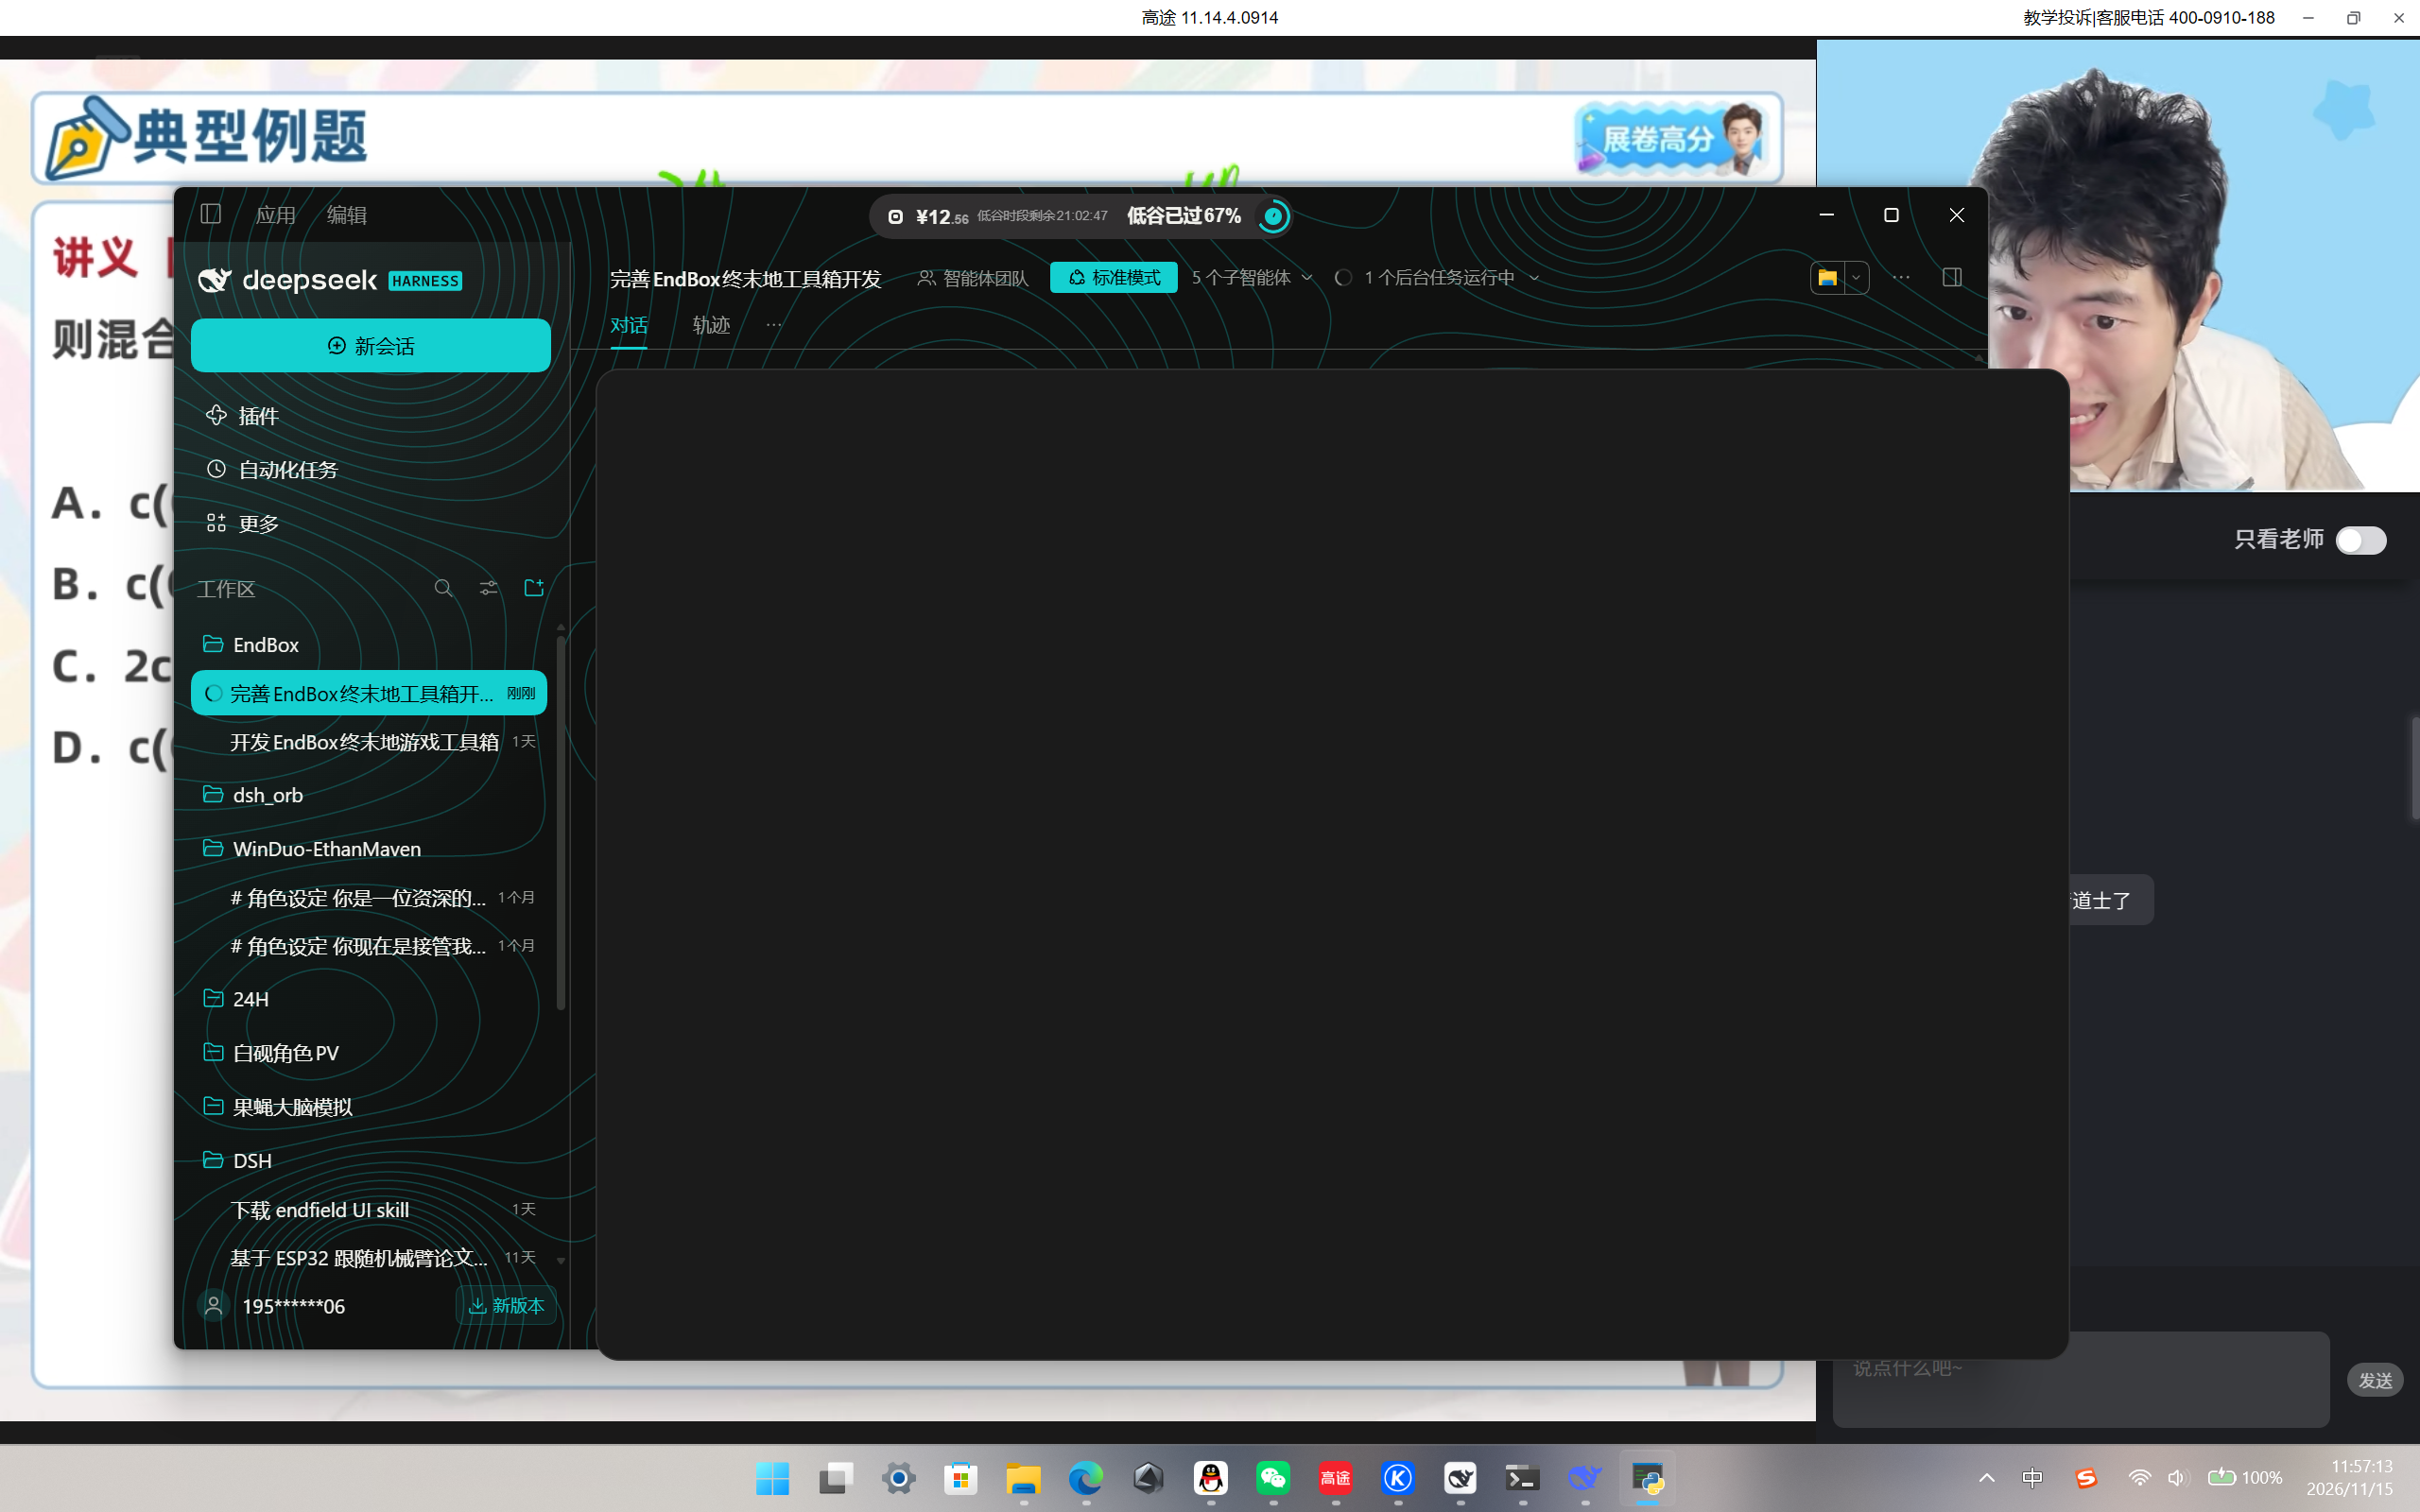 高途 11.14.4.0914
教学投诉|客服电话 400-0910-188
典型例题
展卷高分
讲义
则混合
A. c(
B. c(
C. 2c
D. c(
应用 编辑
¥12.56 低谷时段剩余21:02:47 低谷已过67%
deepseek HARNESS
新会话
插件
自动化任务
更多
工作区
EndBox
完善EndBox终末地工具箱开... 刚刚
开发EndBox终末地游戏工具箱 1天
dsh_orb
WinDuo-EthanMaven
# 角色设定 你是一位资深的... 1个月
# 角色设定 你现在是接管我... 1个月
24H
白砚角色PV
果蝇大脑模拟
DSH
下载 endfield UI skill 1天
基于 ESP32 跟随机械臂论文... 11天
195******06
新版本
完善EndBox终末地工具箱开发 智能体团队 标准模式 5 个子智能体 1 个后台任务运行中
对话 轨迹 ...
只看老师
道士了
说点什么吧~
发送
高途
中
100%
11:57:13
2026/11/15